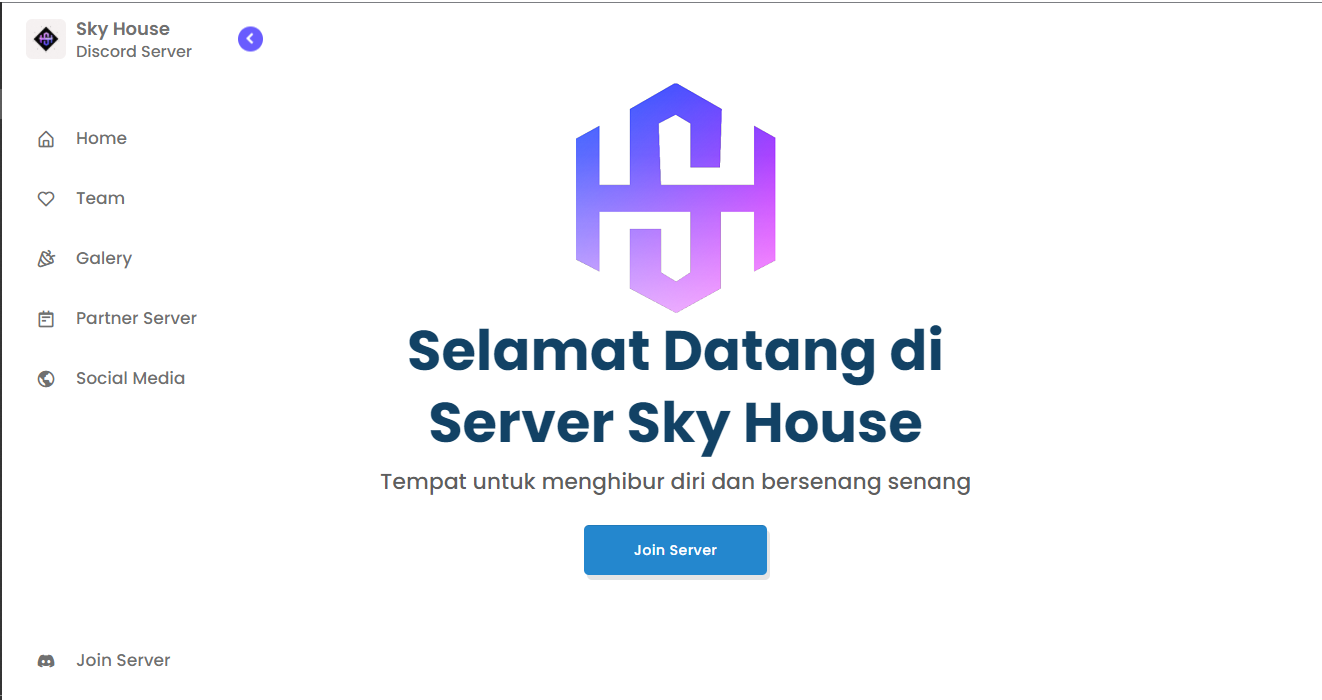 Sky House
Discord Server
Home
Team
Galery
Partner Server
Social Media
Join Server
Selamat Datang di
Server Sky House
Tempat untuk menghibur diri dan bersenang senang
Join Server